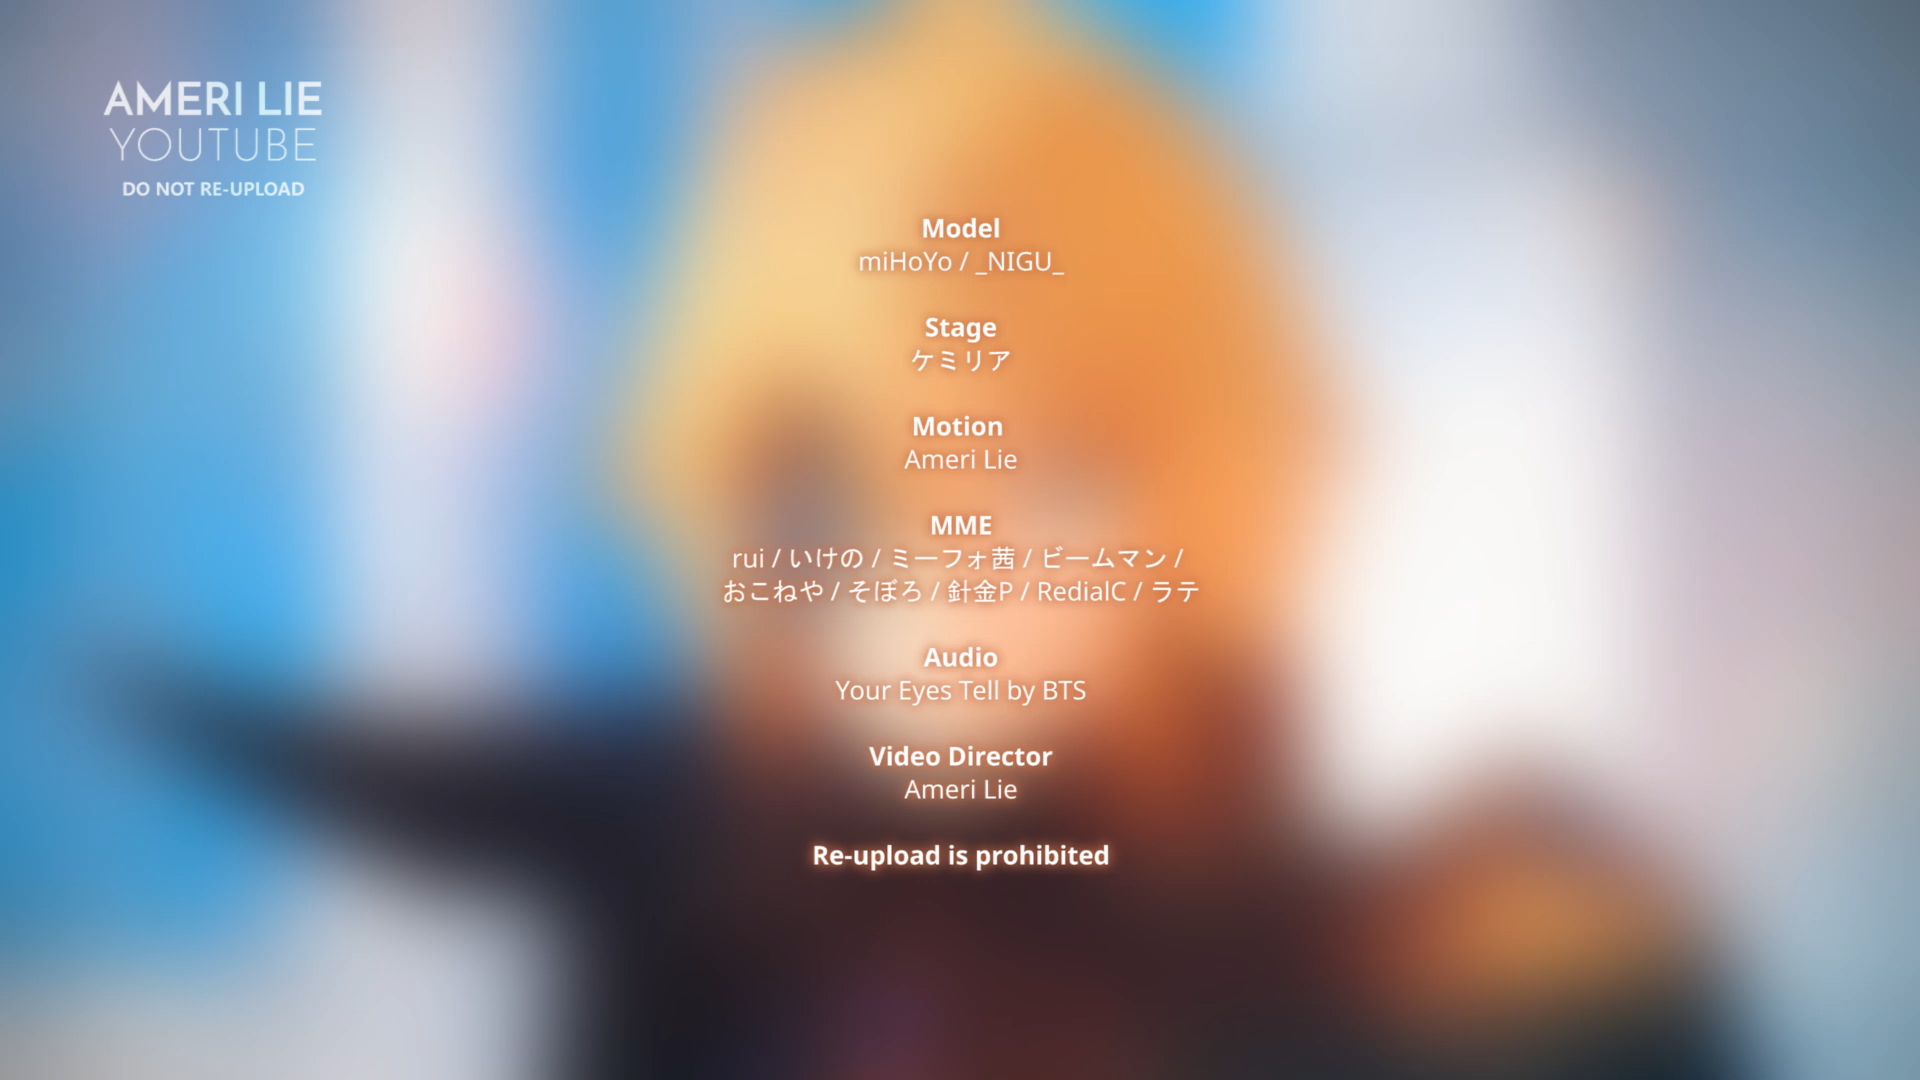 AMERI LIE
YOUTUBE
DO NOT RE-UPLOAD
Model
miHoYo / _NIGU_
Stage
ケミリア
Motion
Ameri Lie
MME
rui / いけの / ミーフォ茜 / ビームマン /
おこねや / そぼろ / 針金P / RedialC / ラテ
Audio
Your Eyes Tell by BTS
Video Director
Ameri Lie
Re-upload is prohibited